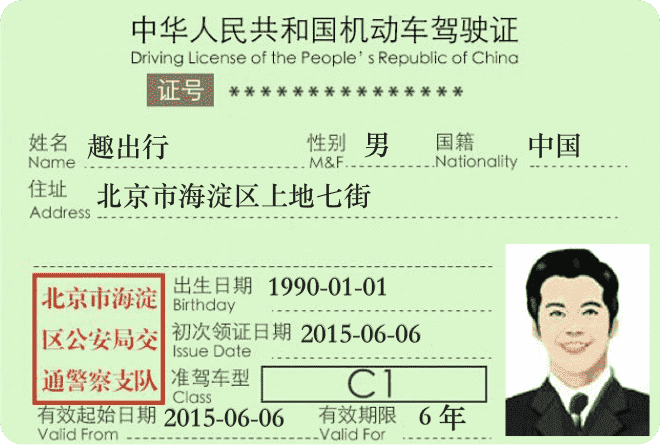 中华人民共和国机动车驾驶证
Driving License of the People's Republic of China
证号 ***************
姓名 趣出行 性别 男 国籍 中国
Name M&F Nationality
住址 北京市海淀区上地七街
Address
北京市海淀
区公安局交
通警察支队
出生日期 1990-01-01
Birthday
初次领证日期 2015-06-06
Issue Date
准驾车型 C1
Class
有效起始日期 2015-06-06 有效期限 6 年
Valid From Valid For